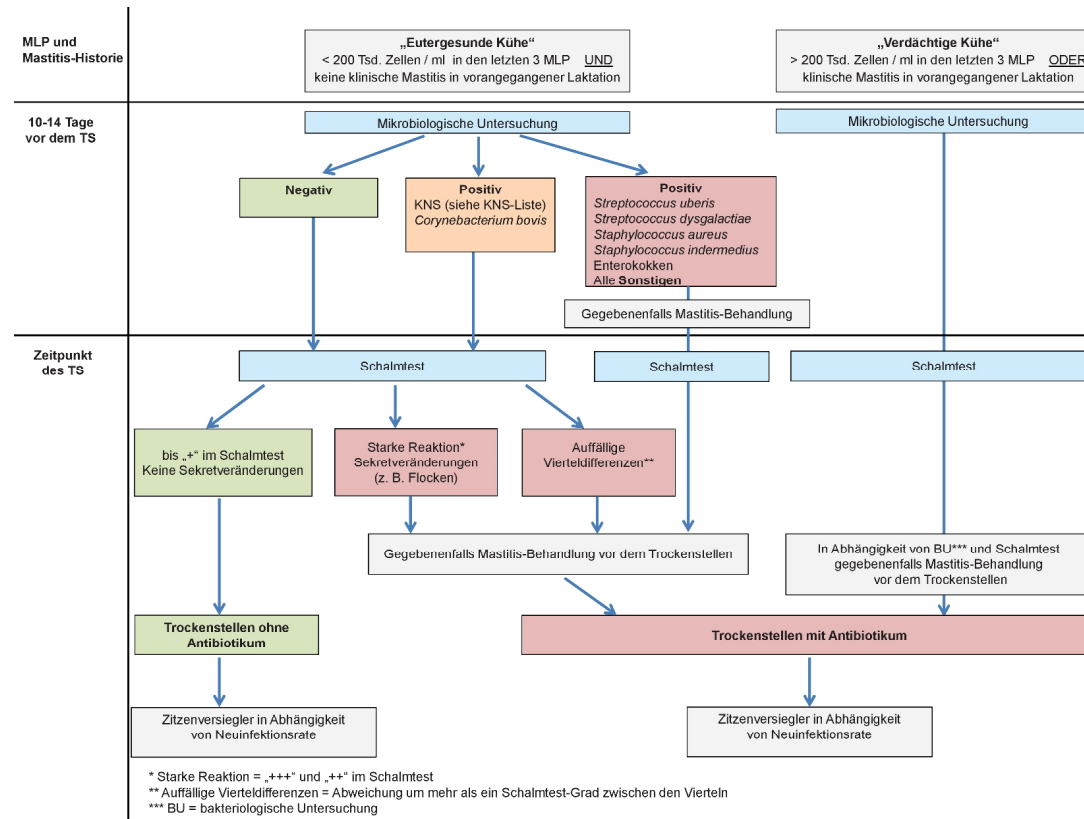 MLP und
Mastitis-Historie
„Eutergesunde Kühe“
< 200 Tsd. Zellen / ml in den letzten 3 MLP UND
keine klinische Mastitis in vorangegangener Laktation
„Verdächtige Kühe“
> 200 Tsd. Zellen / ml in den letzten 3 MLP ODER
klinische Mastitis in vorangegangener Laktation
10-14 Tage
vor dem TS
Mikrobiologische Untersuchung
Mikrobiologische Untersuchung
Negativ
Positiv
KNS (siehe KNS-Liste)
Corynebacterium bovis
Positiv
Streptococcus uberis
Streptococcus dysgalactiae
Staphylococcus aureus
Staphylococcus indermedius
Enterokokken
Alle Sonstigen
Gegebenenfalls Mastitis-Behandlung
Zeitpunkt
des TS
Schalmtest
Schalmtest
Schalmtest
bis „+“ im Schalmtest
Keine Sekretveränderungen
Starke Reaktion*
Sekretveränderungen
(z. B. Flocken)
Auffällige
Vierteldifferenzen**
Gegebenenfalls Mastitis-Behandlung vor dem Trockenstellen
In Abhängigkeit von BU*** und Schalmtest
gegebenenfalls Mastitis-Behandlung
vor dem Trockenstellen
Trockenstellen ohne
Antibiotikum
Trockenstellen mit Antibiotikum
Zitzenversiegler in Abhängigkeit
von Neuinfektionsrate
Zitzenversiegler in Abhängigkeit
von Neuinfektionsrate
* Starke Reaktion = „+++“ und „++“ im Schalmtest
** Auffällige Vierteldifferenzen = Abweichung um mehr als ein Schalmtest-Grad zwischen den Vierteln
*** BU = bakteriologische Untersuchung